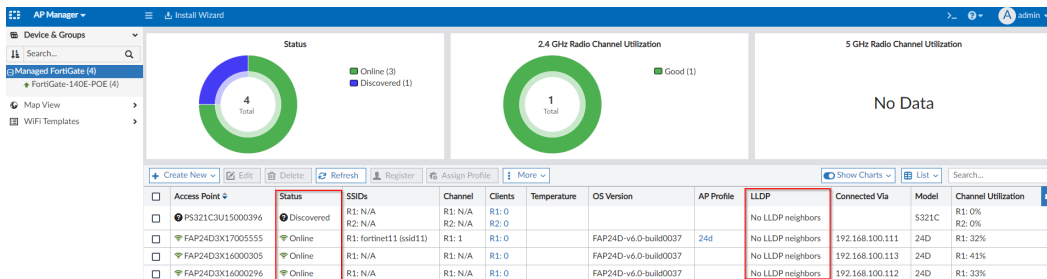 AP Manager
Install Wizard
>_
?
A admin
Device & Groups
Search...
Managed FortiGate (4)
FortiGate-140E-POE (4)
Map View
WiFi Templates
Status
4
Total
Online (3)
Discovered (1)
2.4 GHz Radio Channel Utilization
1
Total
Good (1)
5 GHz Radio Channel Utilization
No Data
+ Create New Edit Delete Refresh Register Assign Profile More Show Charts List Search...
Access Point Status SSIDs Channel Clients Temperature OS Version AP Profile LLDP Connected Via Model Channel Utilization
PS321C3U15000396 Discovered R1: N/A R1: N/A R1: 0 No LLDP neighbors S321C R1: 0%
R2: N/A R2: N/A R2: 0 R2: 0%
FAP24D3X17005555 Online R1: fortinet11 (ssid11) R1: 1 R1: 0 FAP24D-v6.0-build0037 24d No LLDP neighbors 192.168.100.111 24D R1: 32%
FAP24D3X16000305 Online R1: N/A R1: N/A R1: 0 FAP24D-v6.0-build0037 No LLDP neighbors 192.168.100.113 24D R1: 41%
FAP24D3X16000296 Online R1: N/A R1: N/A R1: 0 FAP24D-v6.0-build0037 No LLDP neighbors 192.168.100.112 24D R1: 33%